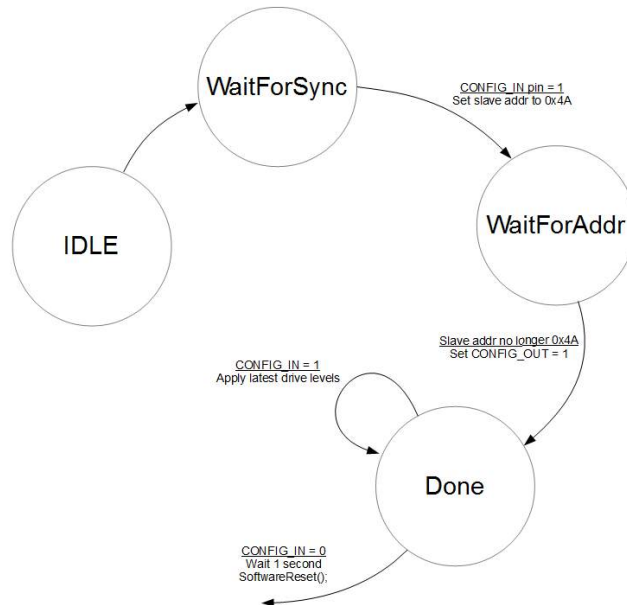 WaitForSync
CONFIG_IN pin = 1
Set slave addr to 0x4A
IDLE
WaitForAddr
Slave addr no longer 0x4A
Set CONFIG_OUT = 1
CONFIG_IN = 1
Apply latest drive levels
Done
CONFIG_IN = 0
Wait 1 second
SoftwareReset();